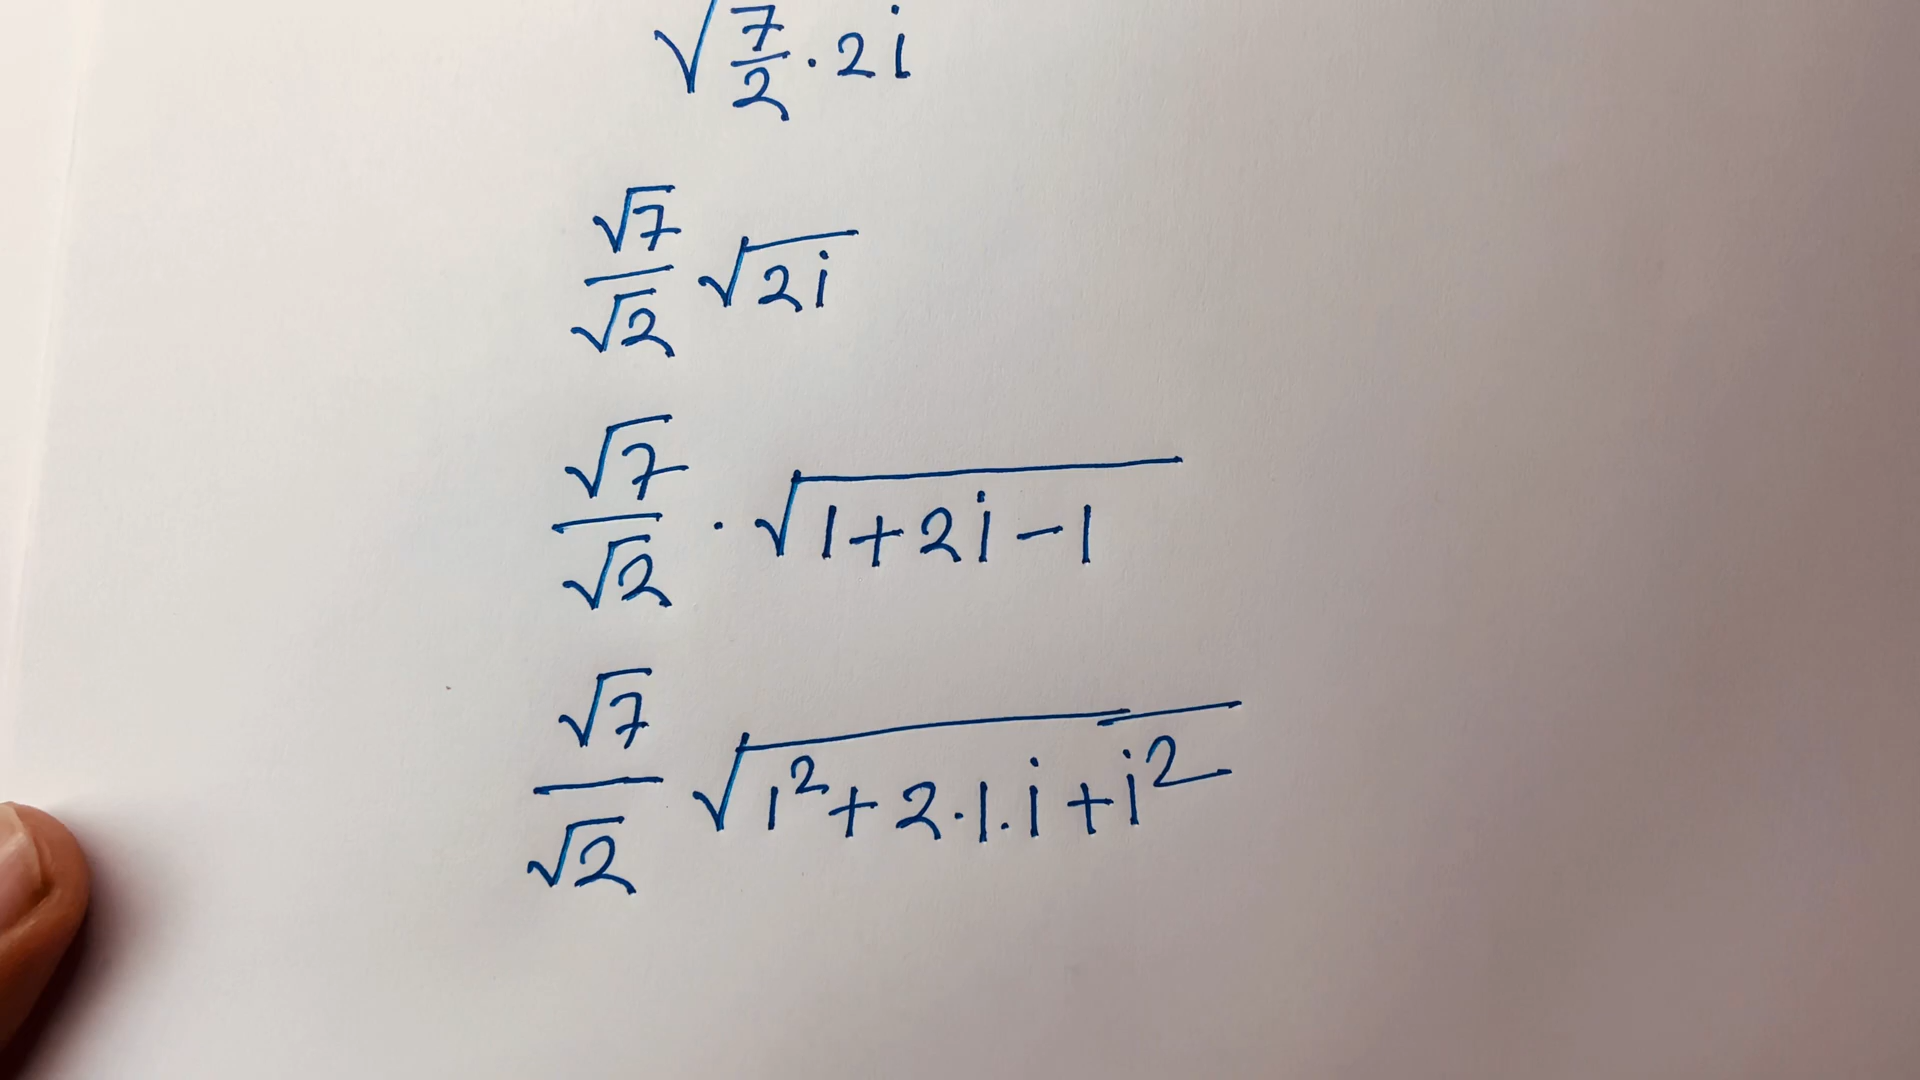 √7/2 · 2i
√7/√2 √2i
√7/√2 · √1+2i-1
√7/√2 √1²+2·1·i+i²